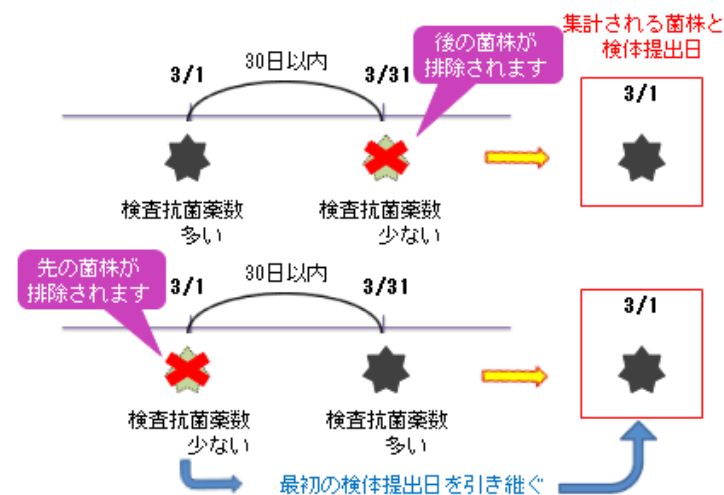 集計される菌株と
検体提出日
後の菌株が
排除されます
30日以内
3/1
3/31
3/1
検査抗菌薬数
多い
検査抗菌薬数
少ない
先の菌株が
排除されます
30日以内
3/1
3/31
3/1
検査抗菌薬数
少ない
検査抗菌薬数
多い
最初の検体提出日を引き継ぐ